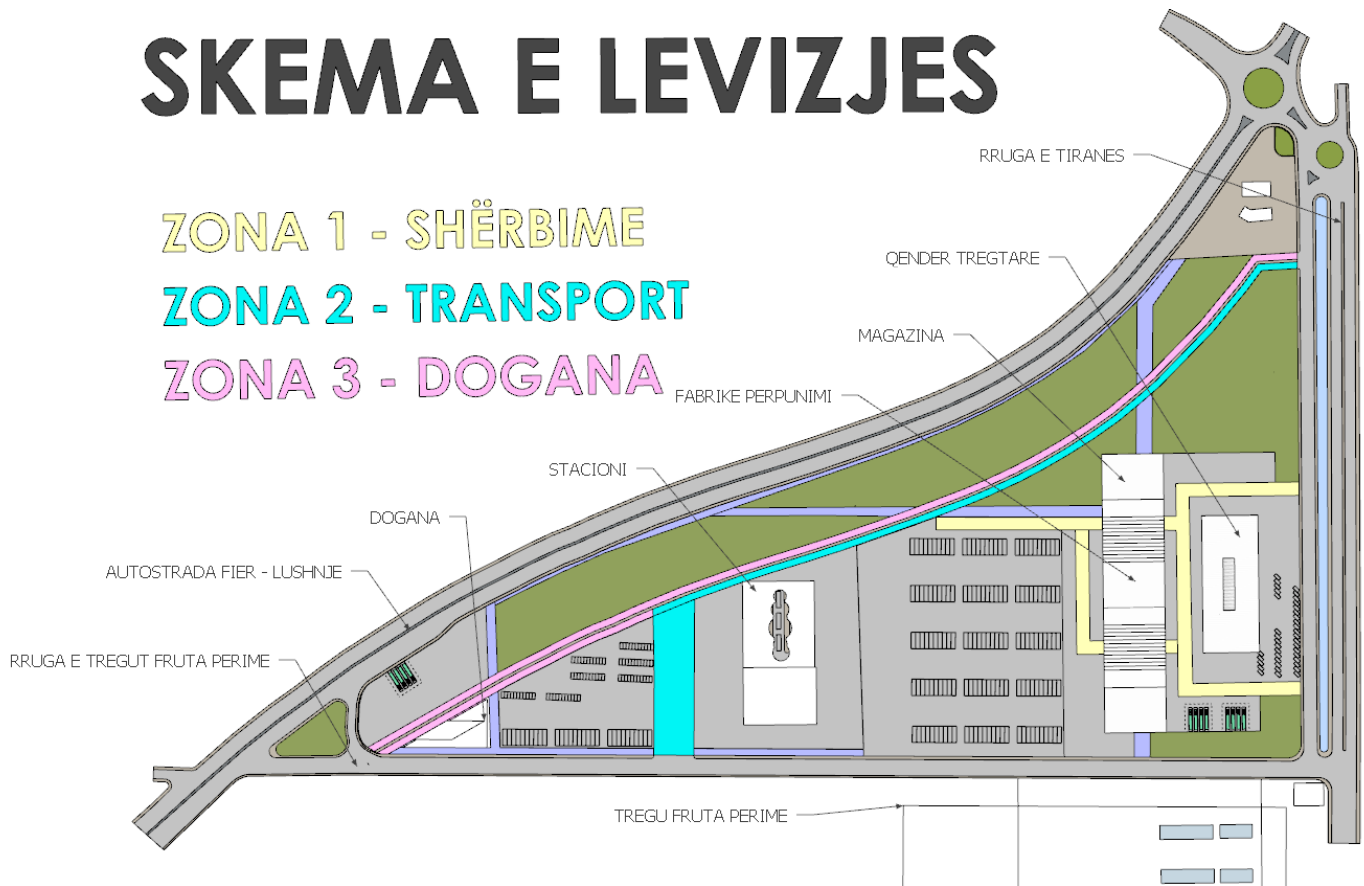 SKEMA E LEVIZJES
ZONA 1 - SHËRBIME
ZONA 2 - TRANSPORT
ZONA 3 - DOGANA
RRUGA E TIRANES
QENDER TREGTARE
MAGAZINA
FABRIKE PERPUNIMI
STACIONI
DOGANA
AUTOSTRADA FIER - LUSHNJE
RRUGA E TREGUT FRUTA PERIME
TREGU FRUTA PERIME